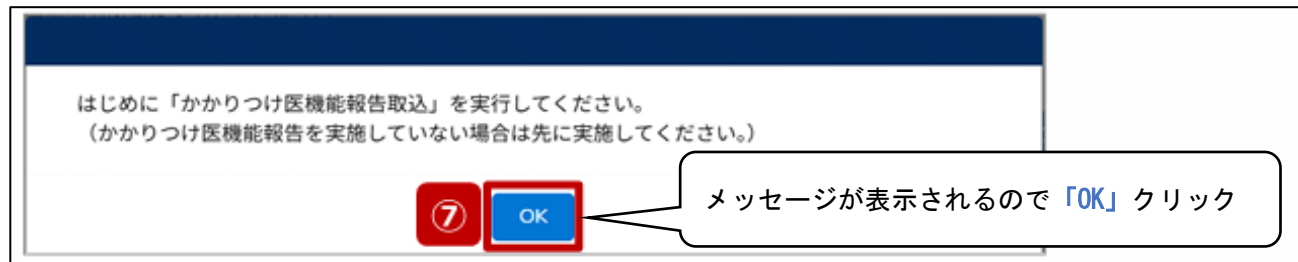 はじめに「かかりつけ医機能報告取込」を実行してください。
（かかりつけ医機能報告を実施していない場合は先に実施してください。）
メッセージが表示されるので「OK」クリック
⑦ OK